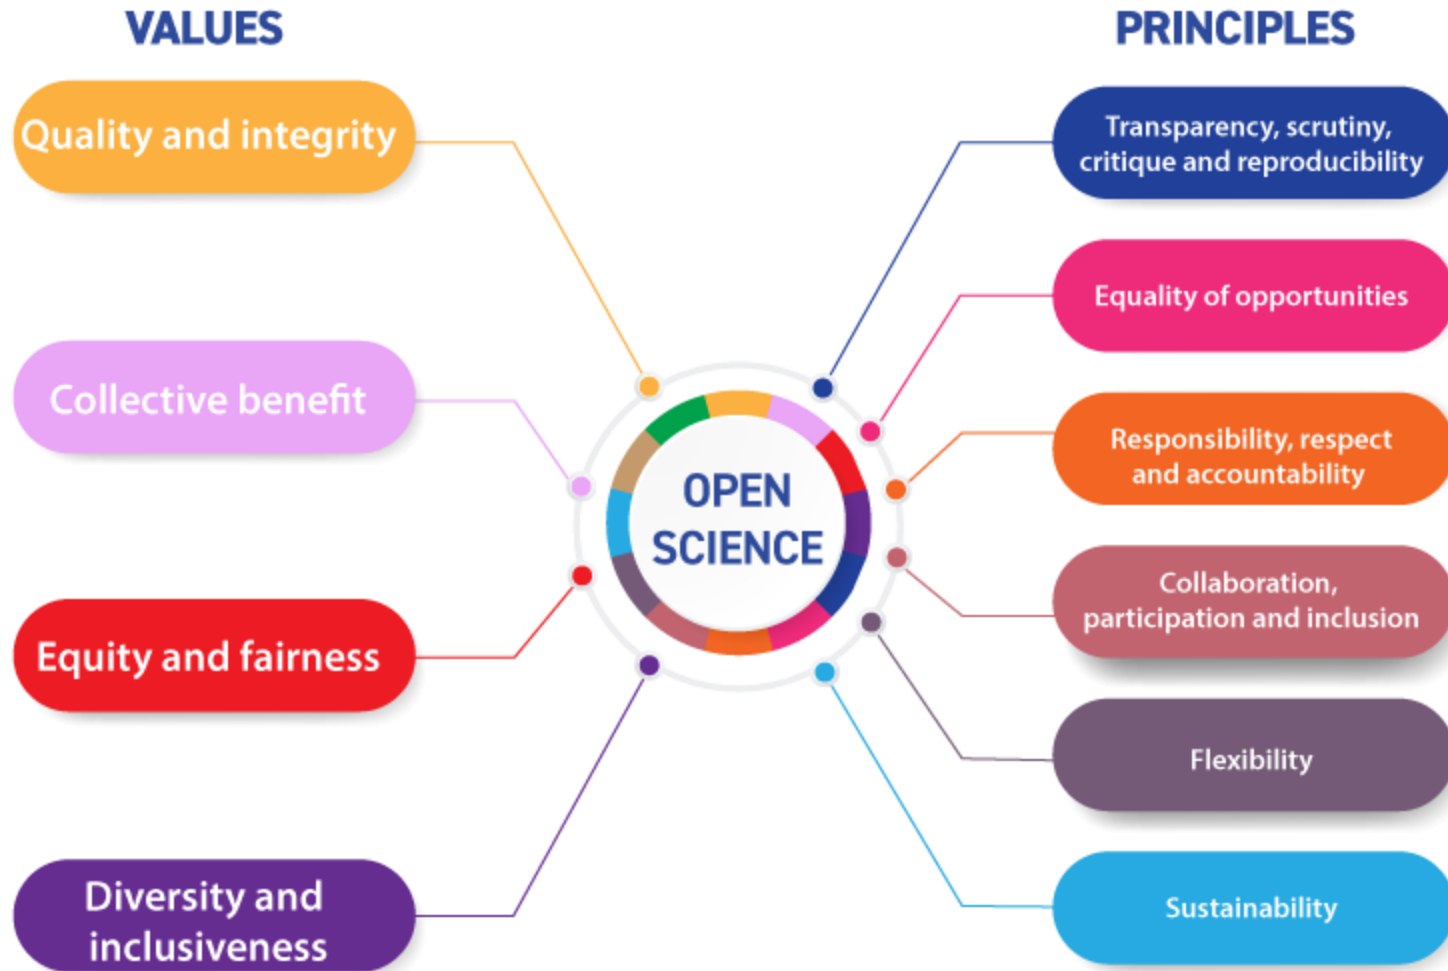 VALUES
Quality and integrity
Collective benefit
Equity and fairness
Diversity and
inclusiveness
OPEN
SCIENCE
PRINCIPLES
Transparency, scrutiny,
critique and reproducibility
Equality of opportunities
Responsibility, respect
and accountability
Collaboration,
participation and inclusion
Flexibility
Sustainability